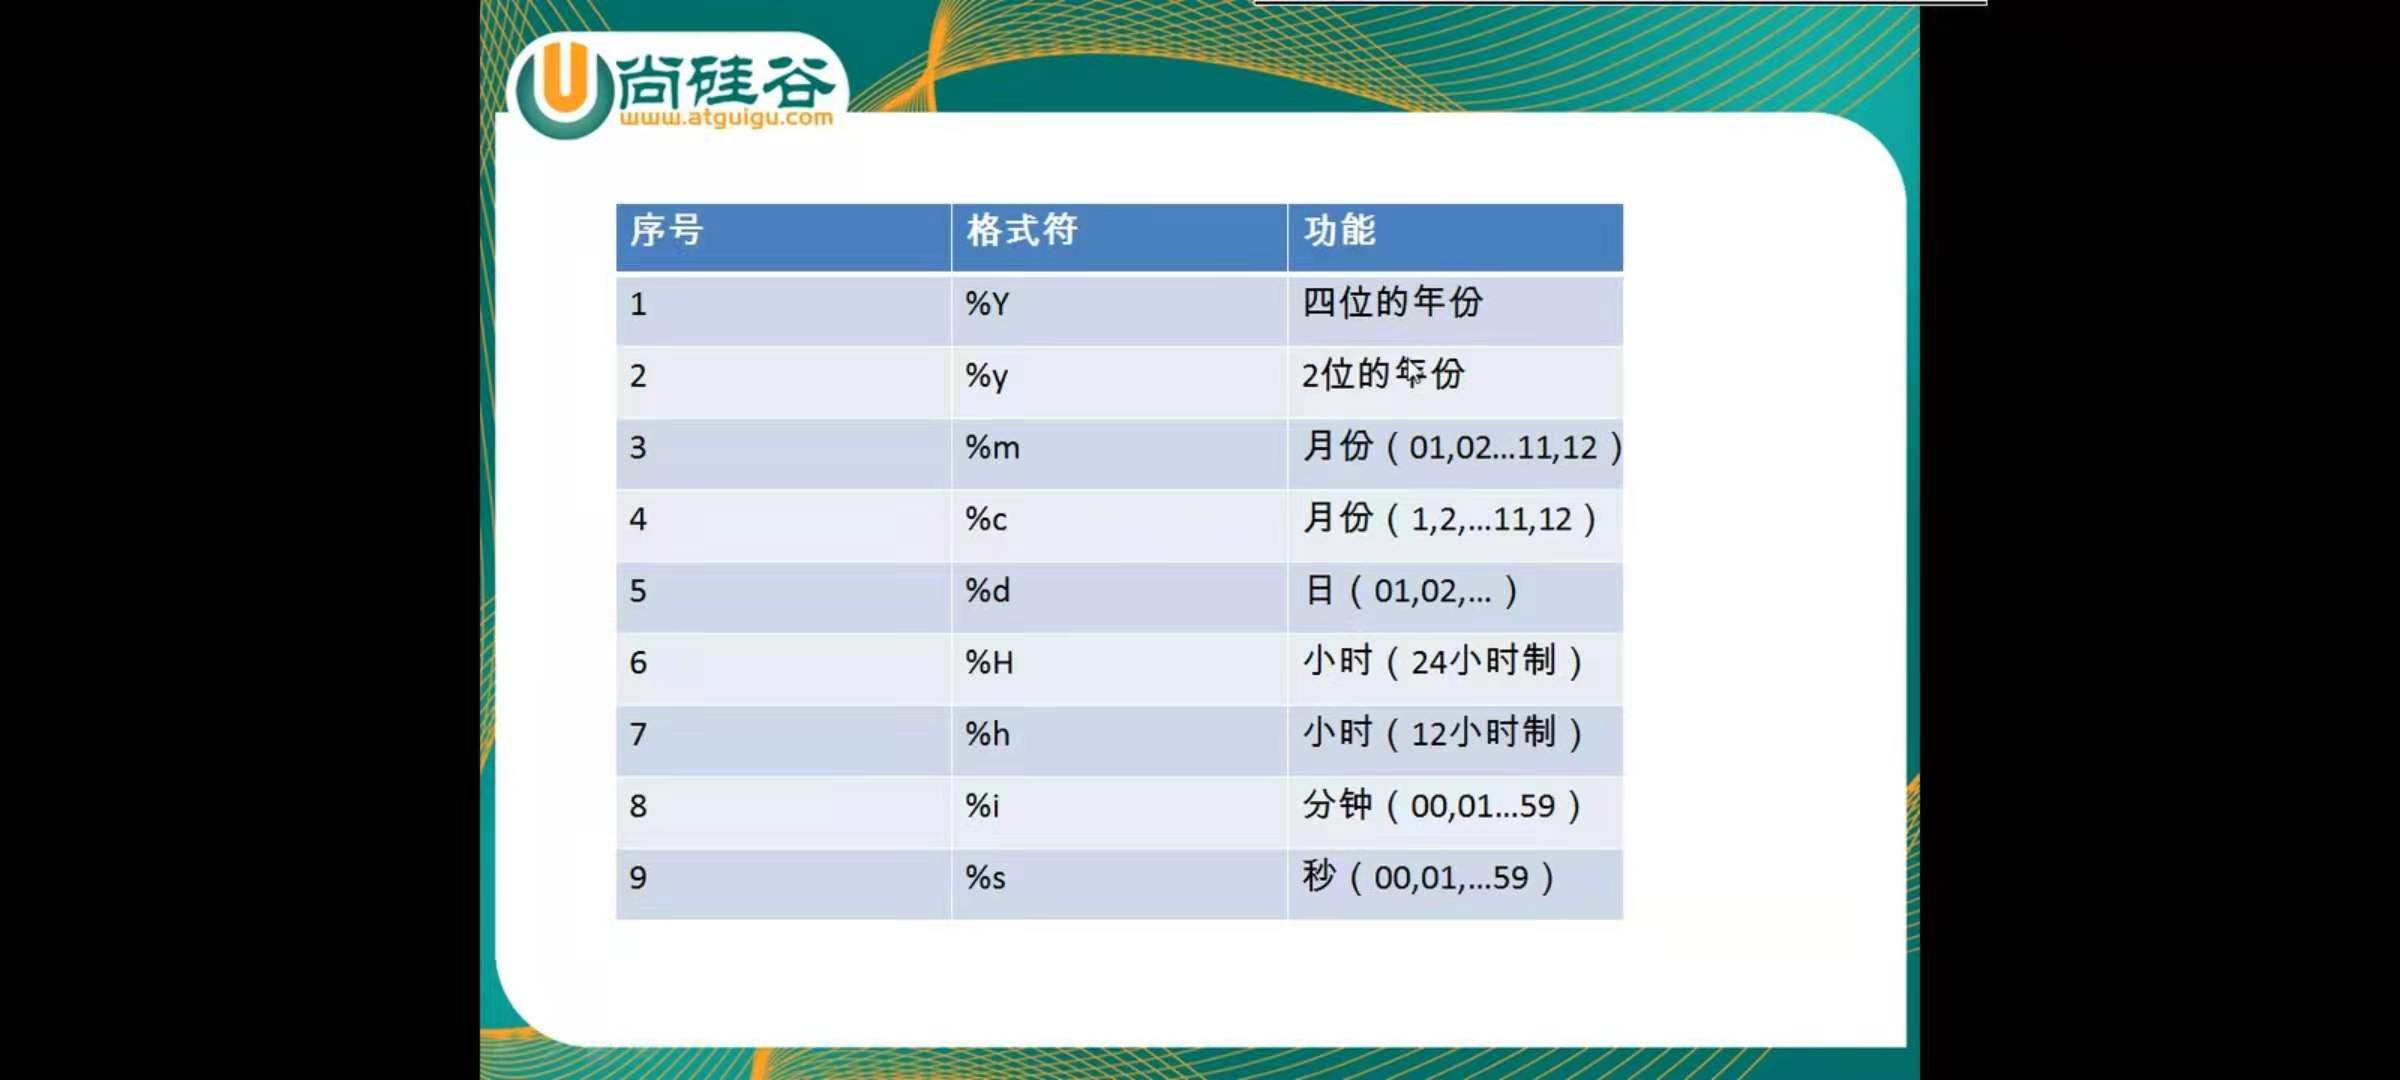 尚硅谷
www.atguigu.com
序号 格式符 功能
1 %Y 四位的年份
2 %y 2位的年份
3 %m 月份（01,02...11,12）
4 %c 月份（1,2,...11,12）
5 %d 日（01,02,...）
6 %H 小时（24小时制）
7 %h 小时（12小时制）
8 %i 分钟（00,01...59）
9 %s 秒（00,01,...59）